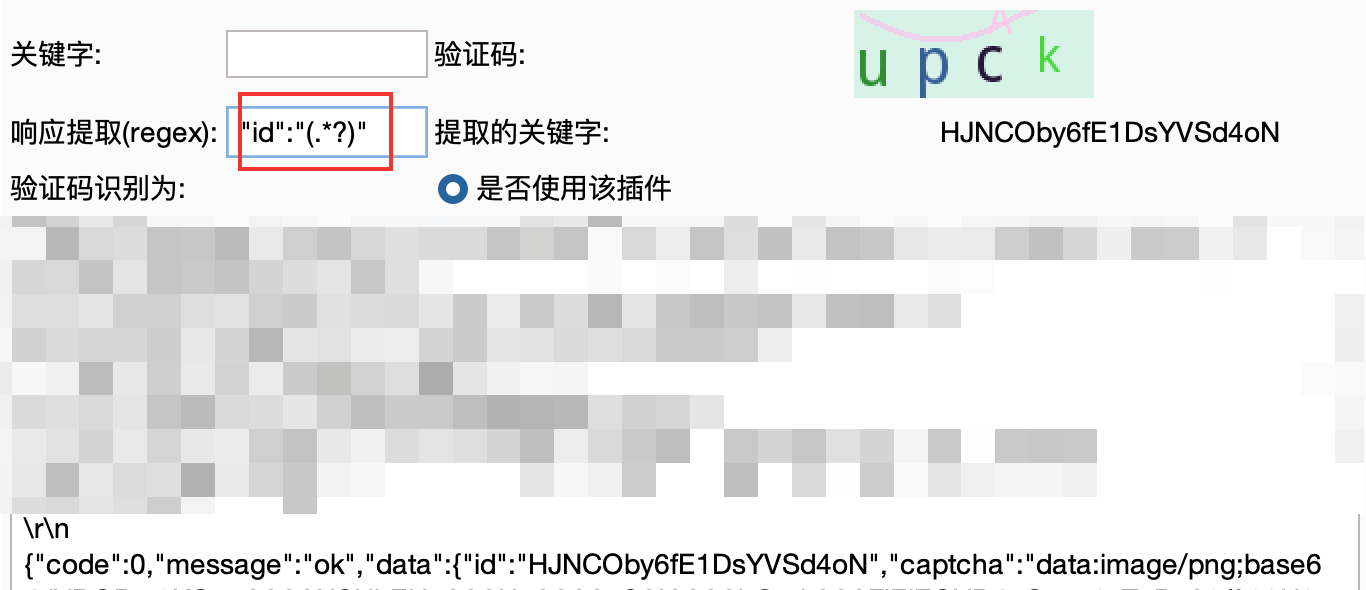 关键字: 验证码: u p c k
响应提取(regex): "id":"(.*?)" 提取的关键字: HJNCOby6fE1DsYVSd4oN
验证码识别为: 是否使用该插件
\r\n
{"code":0,"message":"ok","data":{"id":"HJNCOby6fE1DsYVSd4oN","captcha":"data:image/png;base6